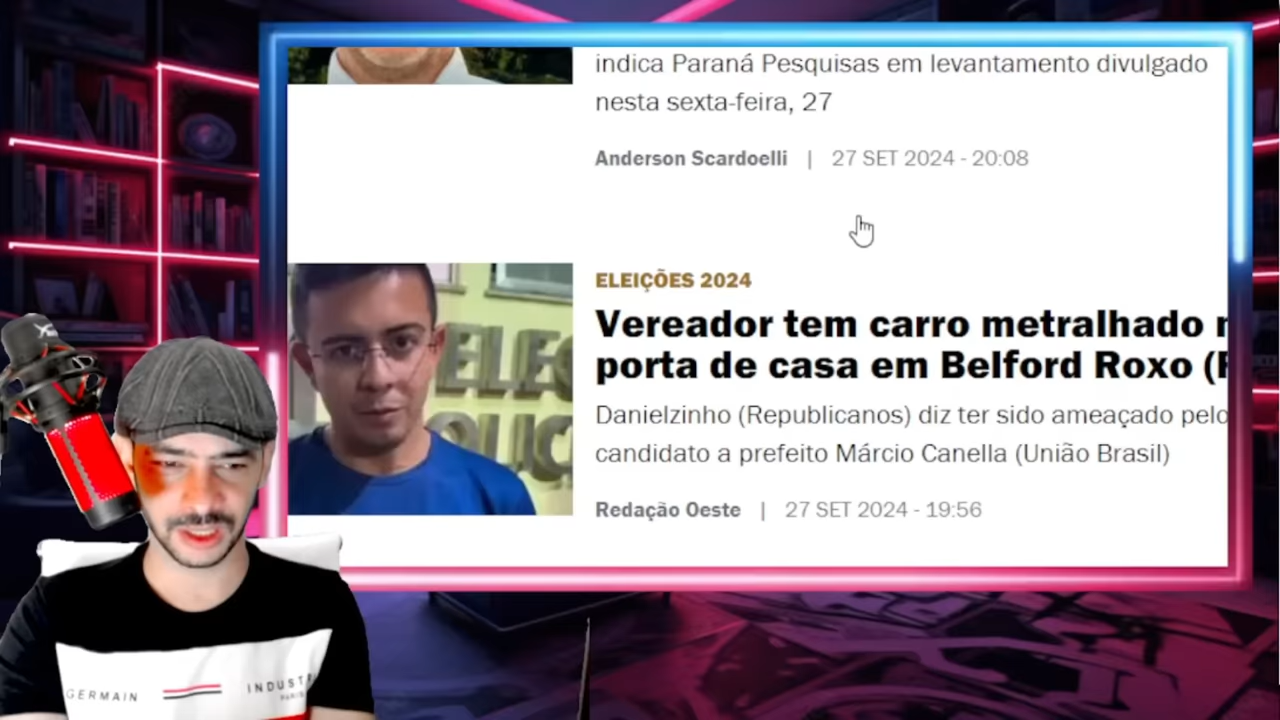 indica Paraná Pesquisas em levantamento divulgado
nesta sexta-feira, 27
Anderson Scardoelli | 27 SET 2024 - 20:08
ELEIÇÕES 2024
Vereador tem carro metralhado
porta de casa em Belford Roxo (
Danielzinho (Republicanos) diz ter sido ameaçado pelo
candidato a prefeito Márcio Canella (União Brasil)
Redação Oeste | 27 SET 2024 - 19:56
GERMAIN